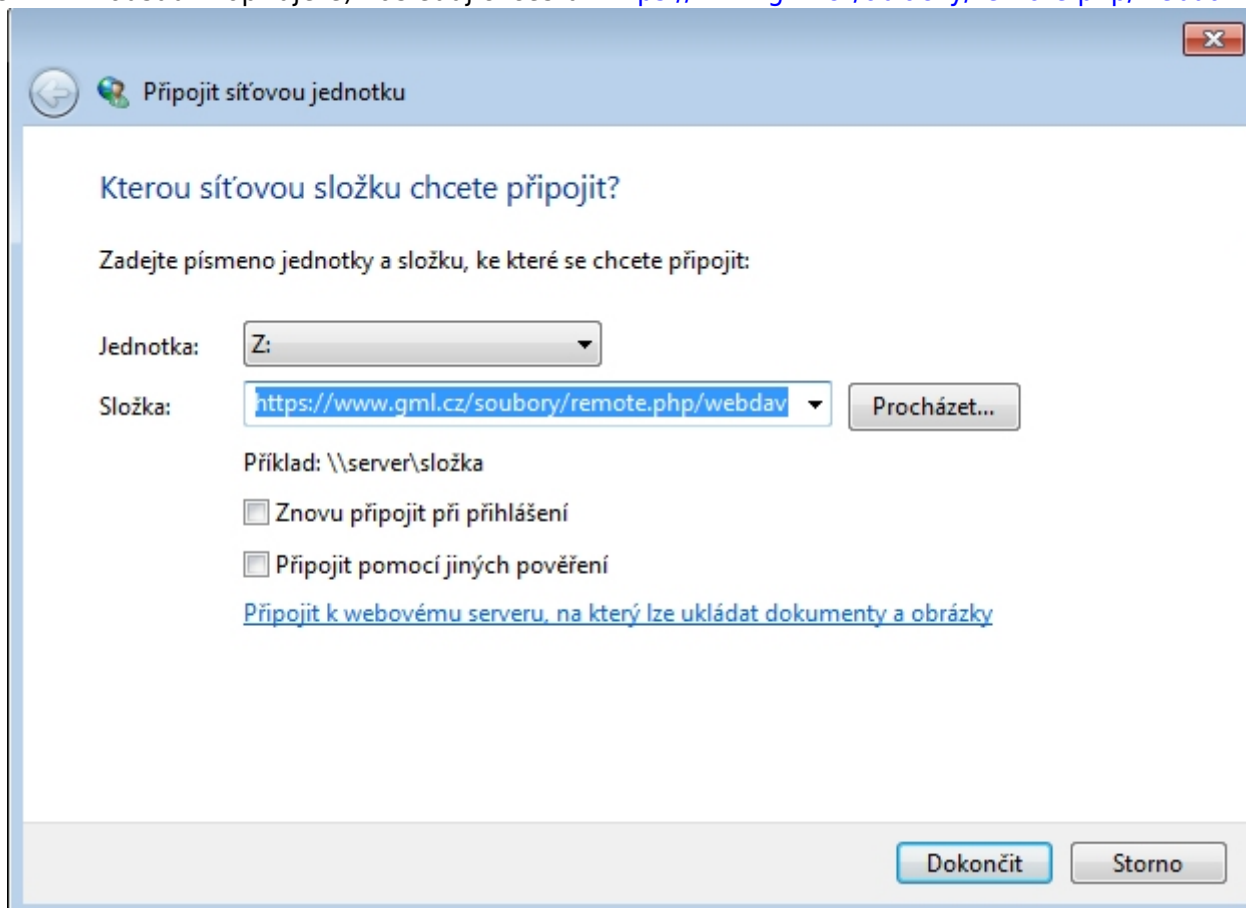 Připojit síťovou jednotku
Kterou síťovou složku chcete připojit?
Zadejte písmeno jednotky a složku, ke které se chcete připojit:
Jednotka: Z:
Složka: https://www.gml.cz/soubory/remote.php/webdav Procházet...
Příklad: \\server\složka
Znovu připojit při přihlášení
Připojit pomocí jiných pověření
Připojit k webovému serveru, na který lze ukládat dokumenty a obrázky
Dokončit Storno